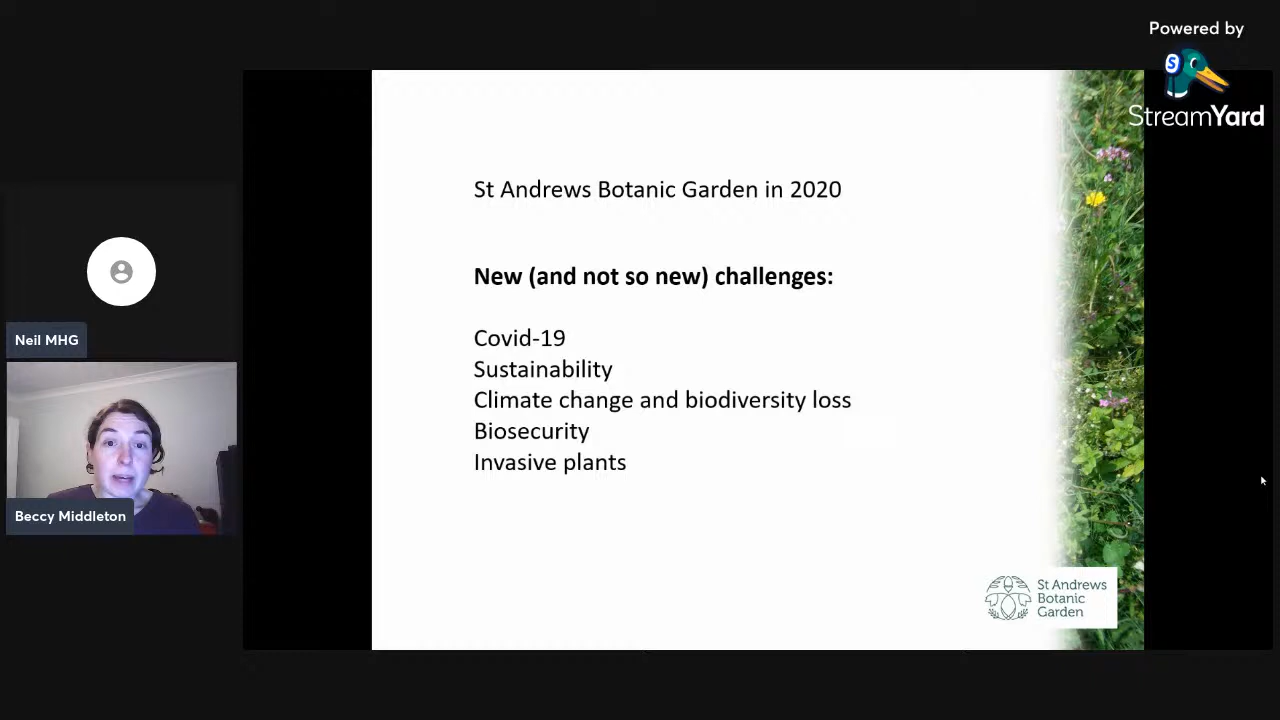 Powered by
S
StreamYard
St Andrews Botanic Garden in 2020
New (and not so new) challenges:
Covid-19
Sustainability
Climate change and biodiversity loss
Biosecurity
Invasive plants
Neil MHG
Beccy Middleton
St Andrews
Botanic
Garden